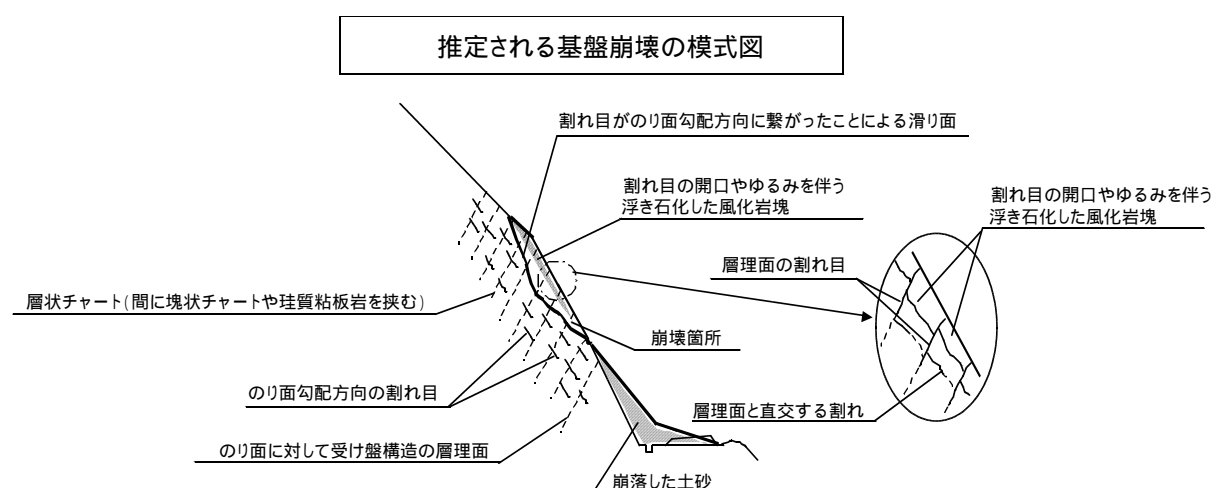 推定される基盤崩壊の模式図
割れ目がのり面勾配方向に繋がったことによる滑り面
割れ目の開口やゆるみを伴う
浮き石化した風化岩塊
割れ目の開口やゆるみを伴う
浮き石化した風化岩塊
層理面の割れ目
層状チャート(間に塊状チャートや珪質粘板岩を挟む)
崩壊箇所
のり面勾配方向の割れ目
層理面と直交する割れ
のり面に対して受け盤構造の層理面
崩落した土砂